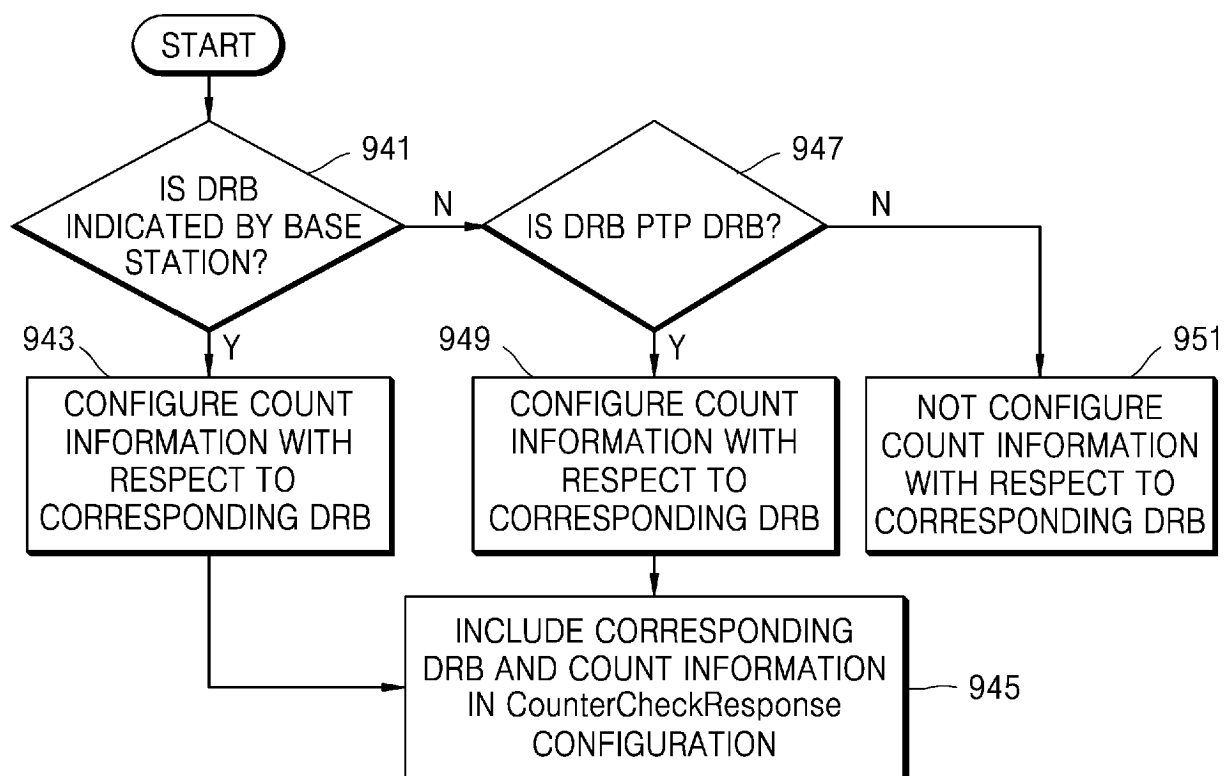 START
941
IS DRB
INDICATED BY BASE
STATION?
N
947
IS DRB PTP DRB?
N
943
Y
CONFIGURE COUNT
INFORMATION WITH
RESPECT TO
CORRESPONDING DRB
949
Y
CONFIGURE COUNT
INFORMATION WITH
RESPECT TO
CORRESPONDING DRB
951
NOT CONFIGURE
COUNT INFORMATION
WITH RESPECT TO
CORRESPONDING DRB
INCLUDE CORRESPONDING
DRB AND COUNT INFORMATION
IN CounterCheckResponse
CONFIGURATION
945